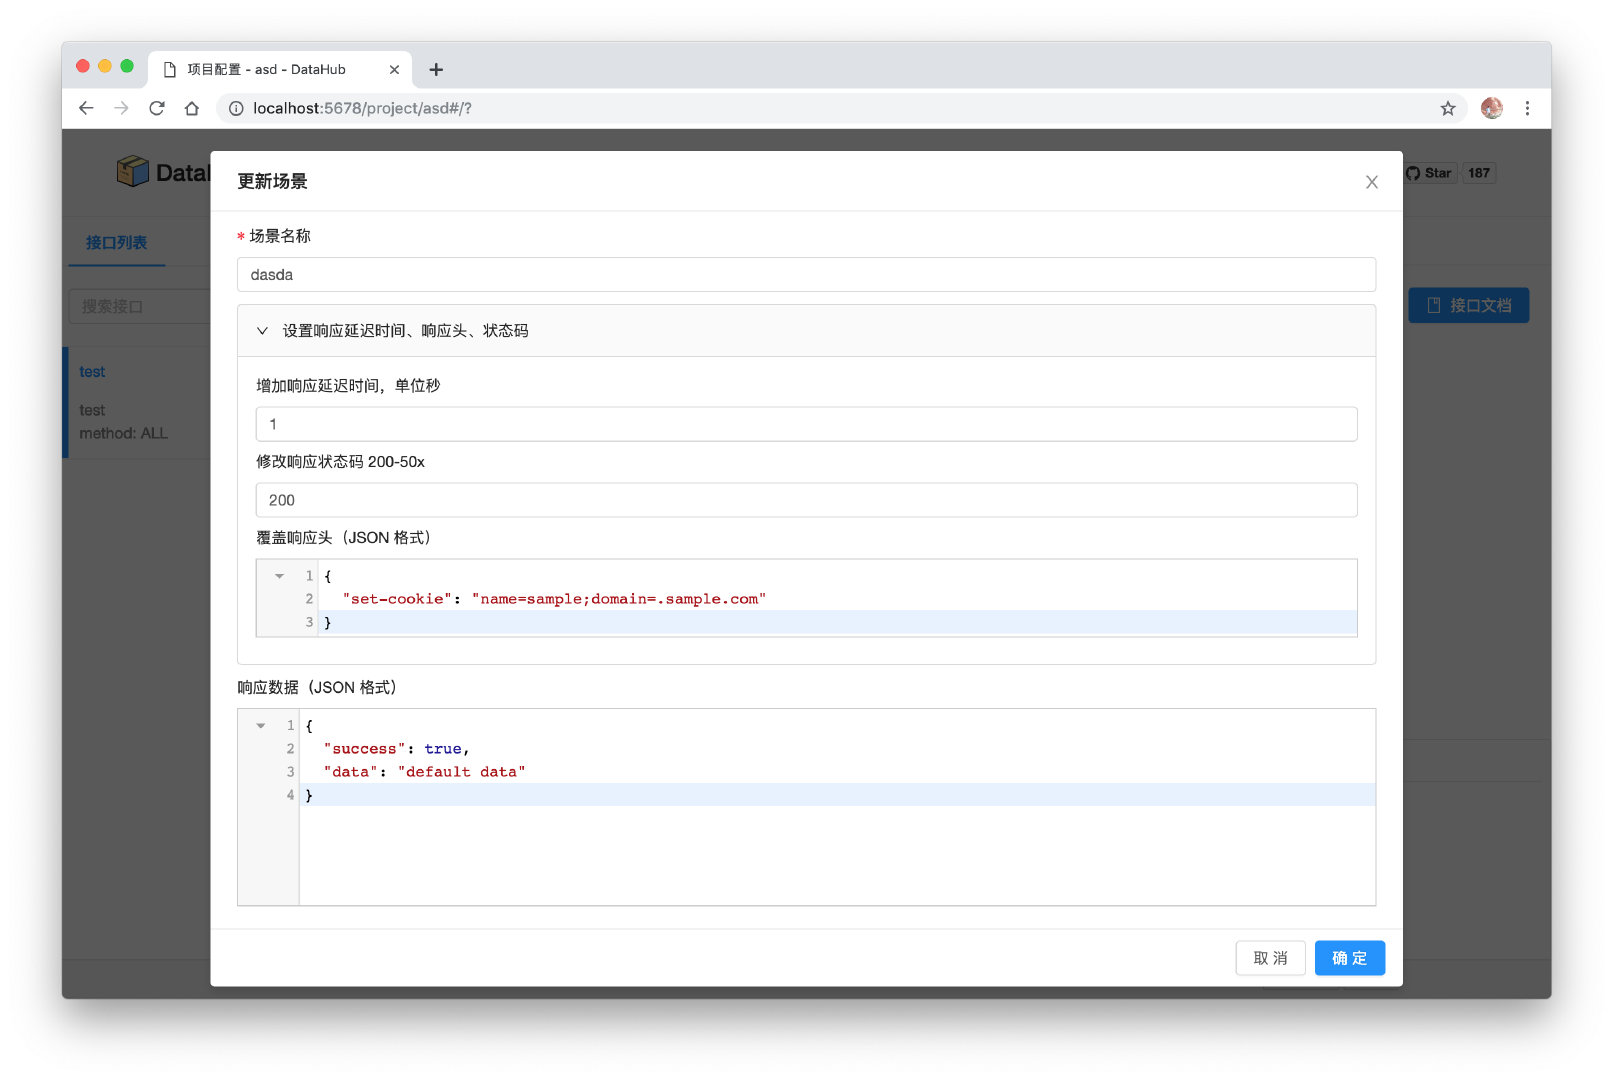 项目配置 - asd - DataHub
localhost:5678/project/asd#/?
Star 187
更新场景
接口列表
* 场景名称
dasda
搜索接口
接口文档
设置响应延迟时间、响应头、状态码
test
test
method: ALL
增加响应延迟时间，单位秒
1
修改响应状态码 200-50x
200
覆盖响应头（JSON 格式）
1 {
2 "set-cookie": "name=sample;domain=.sample.com"
3 }
响应数据（JSON 格式）
1 {
2 "success": true,
3 "data": "default data"
4 }
取 消
确 定